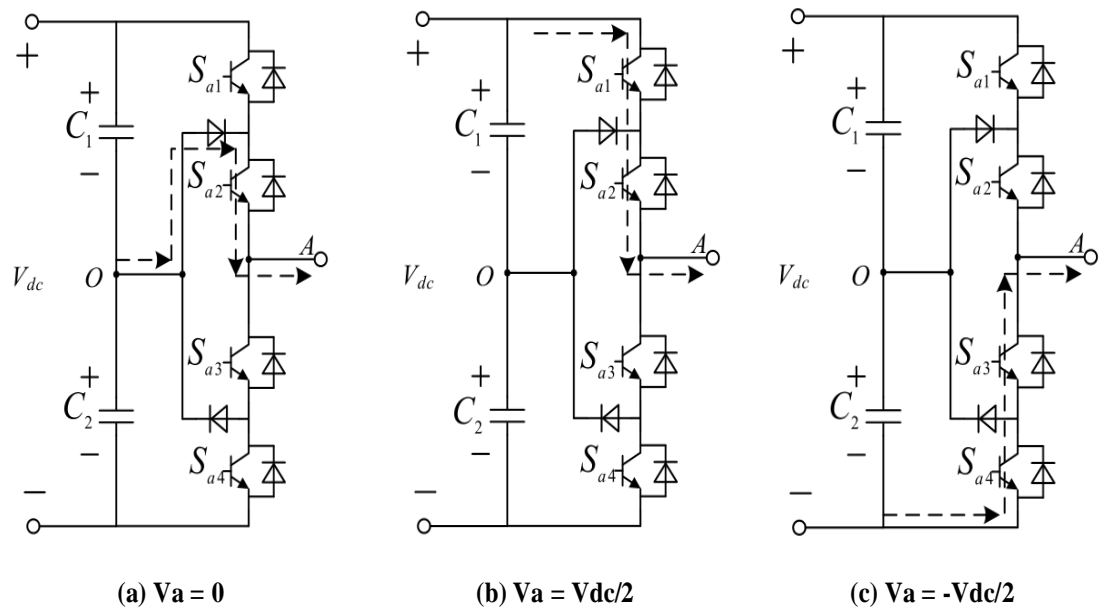 +
S_a1
+
C_1
−
S_a2
A
V_dc
O
S_a3
+
C_2
−
S_a4
−
(a) Va = 0
+
S_a1
+
C_1
−
S_a2
A
V_dc
O
S_a3
+
C_2
−
S_a4
−
(b) Va = Vdc/2
+
S_a1
+
C_1
−
S_a2
A
V_dc
O
S_a3
+
C_2
−
S_a4
−
(c) Va = -Vdc/2